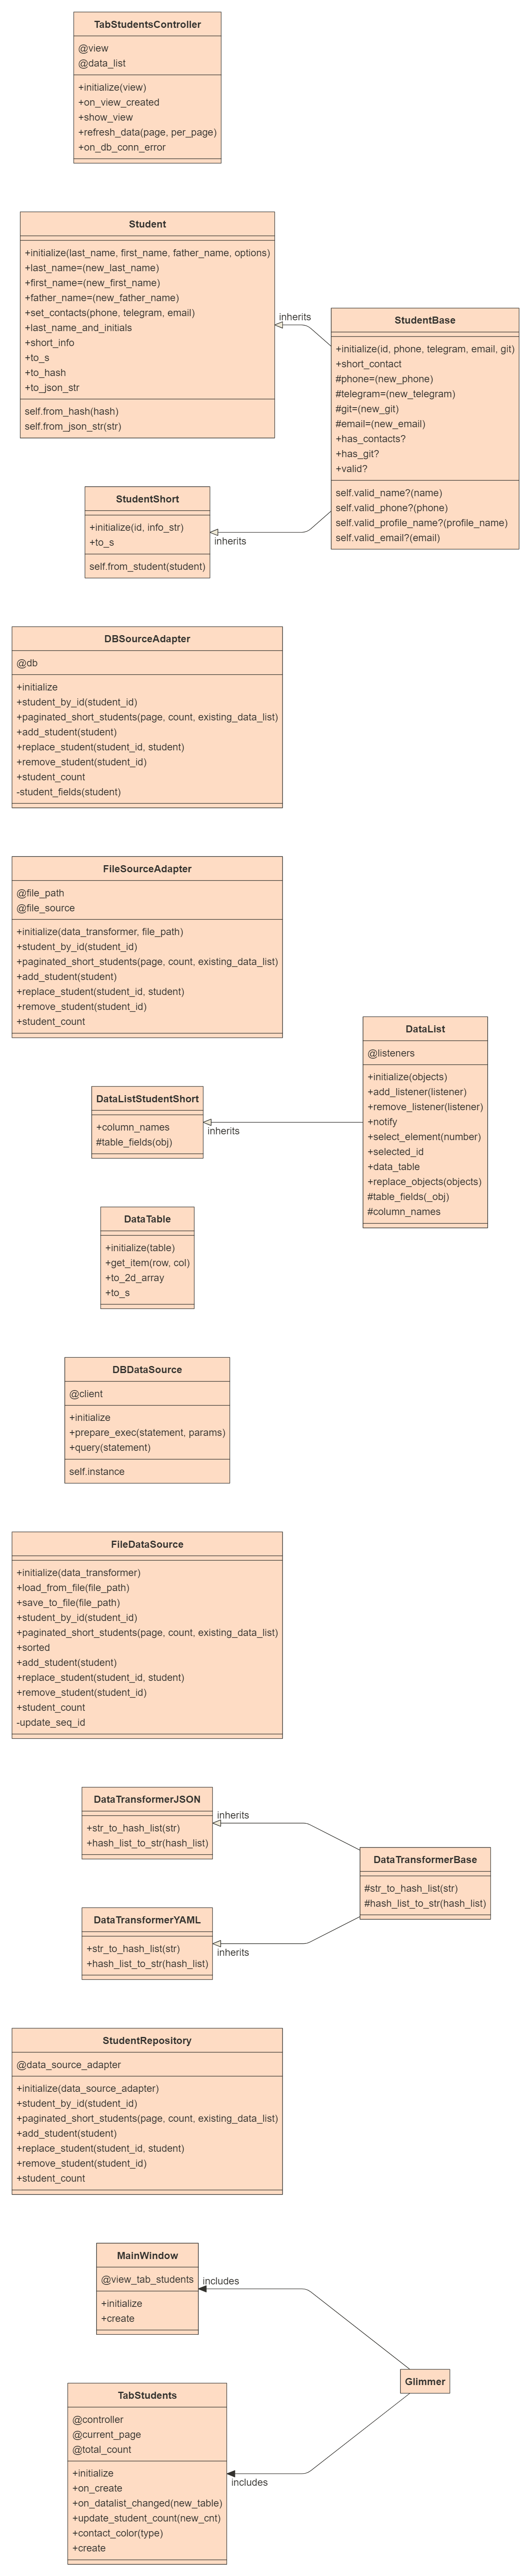 TabStudentsController
@view
@data_list
+initialize(view)
+on_view_created
+show_view
+refresh_data(page, per_page)
+on_db_conn_error
Student
+initialize(last_name, first_name, father_name, options)
+last_name=(new_last_name)
+first_name=(new_first_name)
+father_name=(new_father_name)
+set_contacts(phone, telegram, email)
+last_name_and_initials
+short_info
+to_s
+to_hash
+to_json_str
self.from_hash(hash)
self.from_json_str(str)
inherits
StudentBase
+initialize(id, phone, telegram, email, git)
+short_contact
#phone=(new_phone)
#telegram=(new_telegram)
#git=(new_git)
#email=(new_email)
+has_contacts?
+has_git?
+valid?
self.valid_name?(name)
self.valid_phone?(phone)
self.valid_profile_name?(profile_name)
self.valid_email?(email)
StudentShort
+initialize(id, info_str)
+to_s
self.from_student(student)
inherits
DBSourceAdapter
@db
+initialize
+student_by_id(student_id)
+paginated_short_students(page, count, existing_data_list)
+add_student(student)
+replace_student(student_id, student)
+remove_student(student_id)
+student_count
-student_fields(student)
FileSourceAdapter
@file_path
@file_source
+initialize(data_transformer, file_path)
+student_by_id(student_id)
+paginated_short_students(page, count, existing_data_list)
+add_student(student)
+replace_student(student_id, student)
+remove_student(student_id)
+student_count
DataList
@listeners
+initialize(objects)
+add_listener(listener)
+remove_listener(listener)
+notify
+select_element(number)
+selected_id
+data_table
+replace_objects(objects)
#table_fields(_obj)
#column_names
DataListStudentShort
+column_names
#table_fields(obj)
inherits
DataTable
+initialize(table)
+get_item(row, col)
+to_2d_array
+to_s
DBDataSource
@client
+initialize
+prepare_exec(statement, params)
+query(statement)
self.instance
FileDataSource
+initialize(data_transformer)
+load_from_file(file_path)
+save_to_file(file_path)
+student_by_id(student_id)
+paginated_short_students(page, count, existing_data_list)
+sorted
+add_student(student)
+replace_student(student_id, student)
+remove_student(student_id)
+student_count
-update_seq_id
DataTransformerJSON
+str_to_hash_list(str)
+hash_list_to_str(hash_list)
inherits
DataTransformerBase
#str_to_hash_list(str)
#hash_list_to_str(hash_list)
DataTransformerYAML
+str_to_hash_list(str)
+hash_list_to_str(hash_list)
inherits
StudentRepository
@data_source_adapter
+initialize(data_source_adapter)
+student_by_id(student_id)
+paginated_short_students(page, count, existing_data_list)
+add_student(student)
+replace_student(student_id, student)
+remove_student(student_id)
+student_count
MainWindow
@view_tab_students
+initialize
+create
includes
Glimmer
TabStudents
@controller
@current_page
@total_count
+initialize
+on_create
+on_datalist_changed(new_table)
+update_student_count(new_cnt)
+contact_color(type)
+create
includes